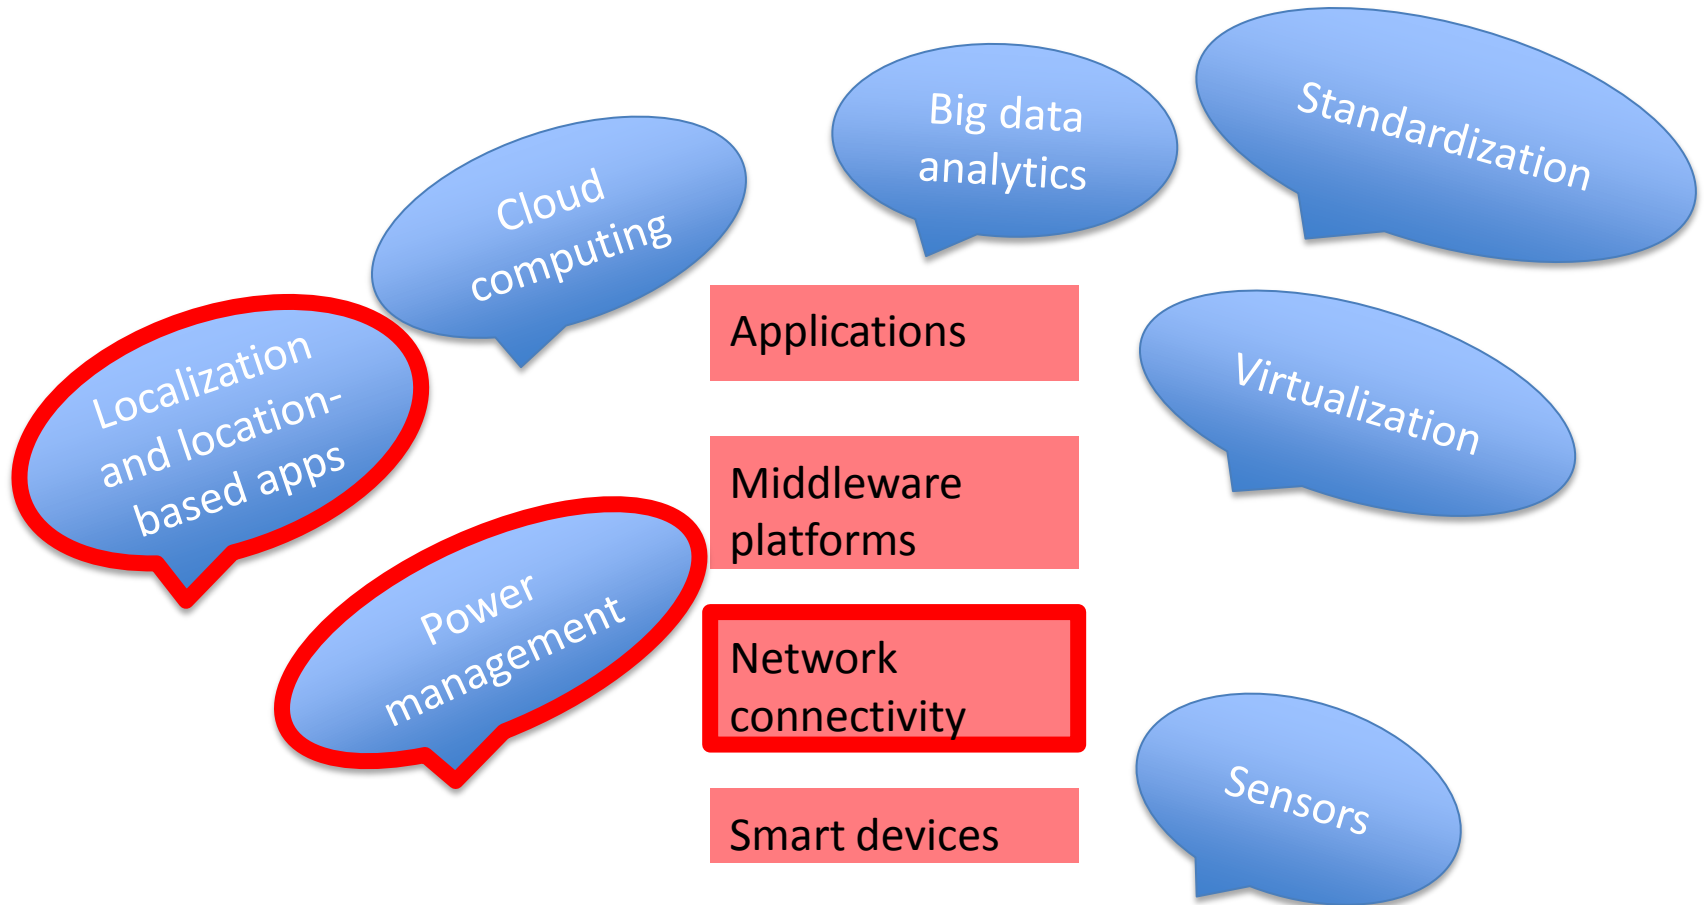 Big data
analytics
Standardization
Cloud
computing
Applications
Localization
and location-
based apps
Virtualization
Middleware
platforms
Power
management
Network
connectivity
Sensors
Smart devices